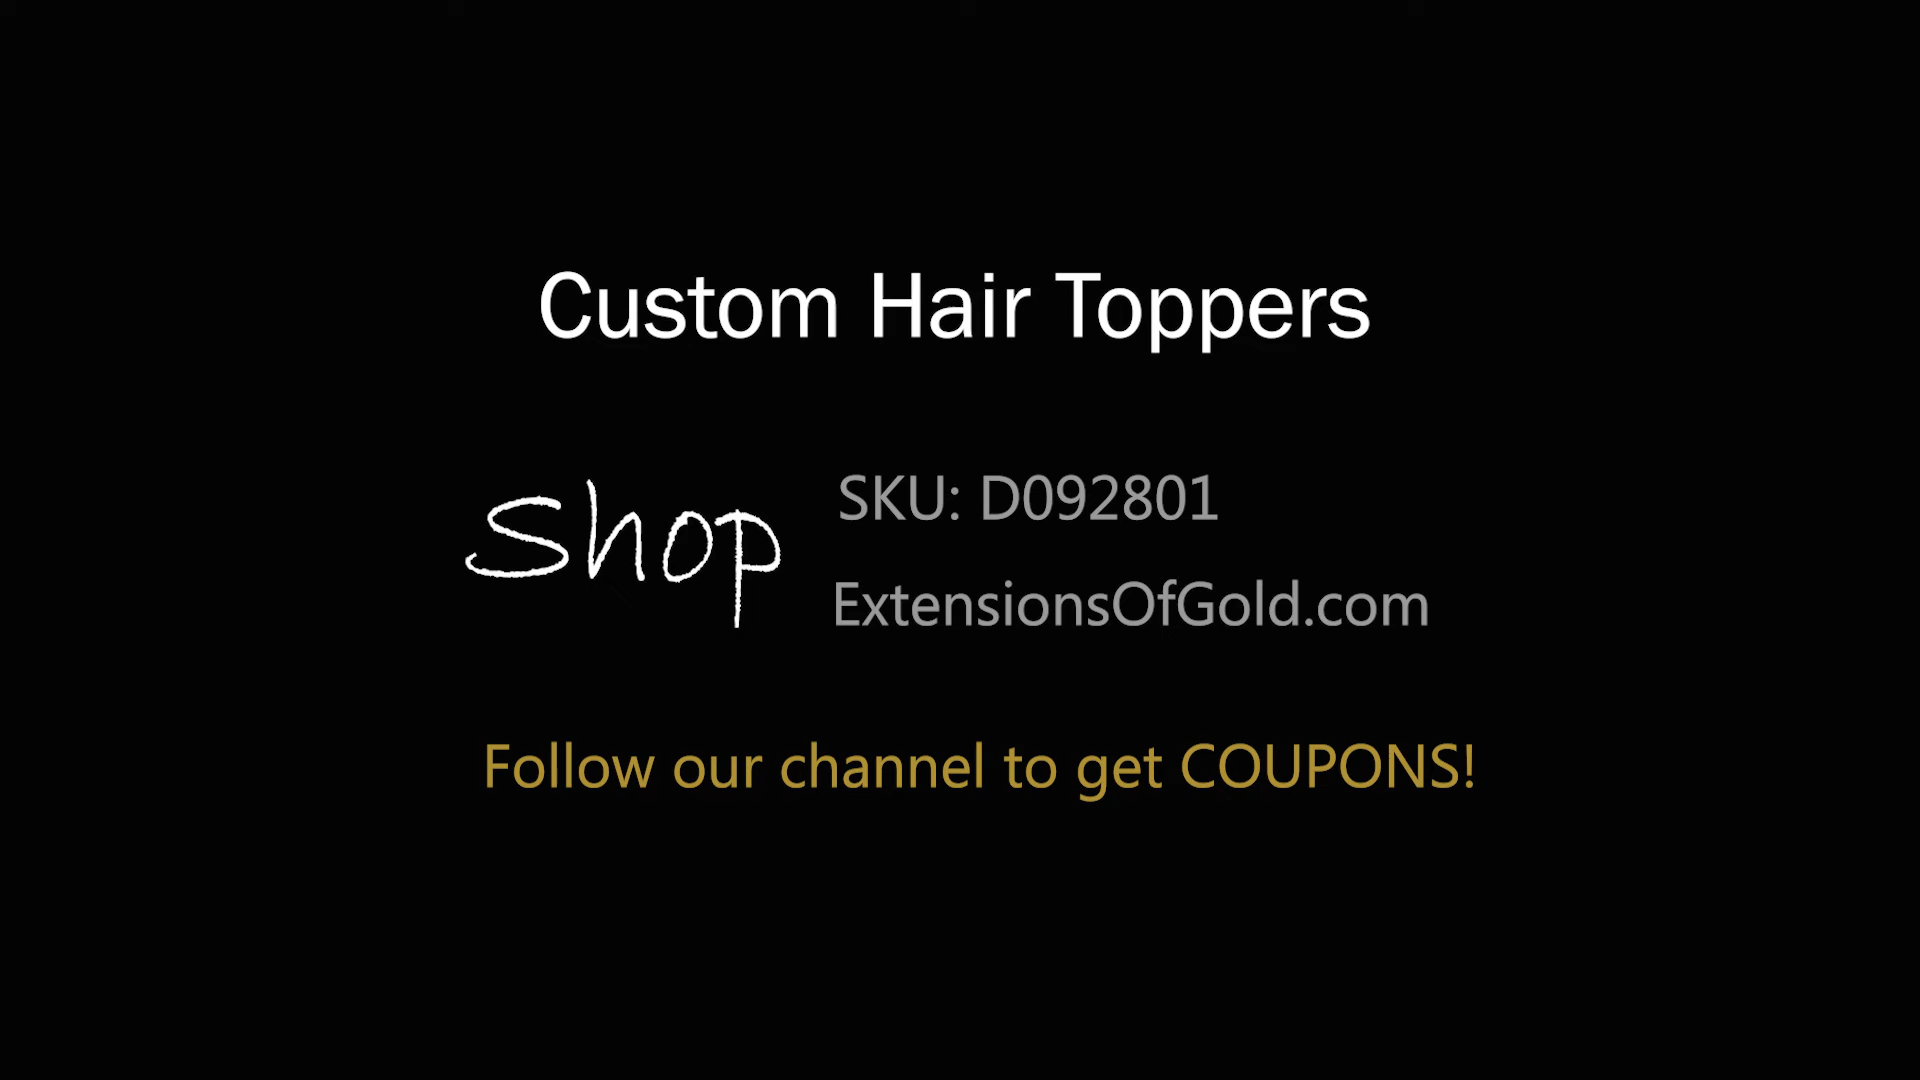 Custom Hair Toppers
Shop
SKU: D092801
ExtensionsOfGold.com
Follow our channel to get COUPONS!